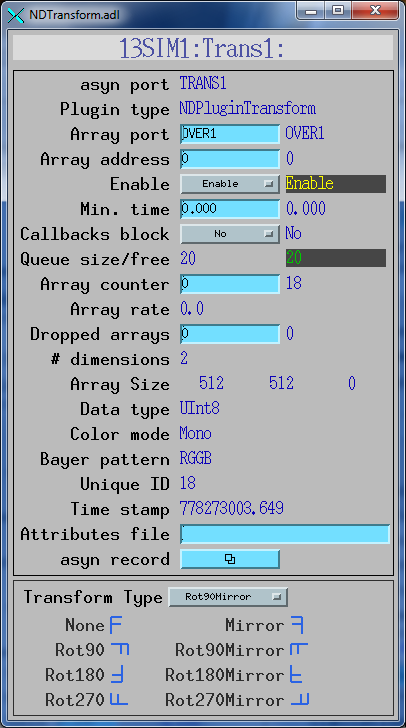 NDTransform.adl
13SIM1:Trans1:
asyn port TRANS1
Plugin type NDPluginTransform
Array port OVER1 OVER1
Array address 0 0
Enable Enable Enable
Min. time 0.000 0.000
Callbacks block No No
Queue size/free 20 20
Array counter 0 18
Array rate 0.0
Dropped arrays 0 0
# dimensions 2
Array Size 512 512 0
Data type UInt8
Color mode Mono
Bayer pattern RGGB
Unique ID 18
Time stamp 778273003.649
Attributes file
asyn record
Transform Type Rot90Mirror
None Mirror
Rot90 Rot90Mirror
Rot180 Rot180Mirror
Rot270 Rot270Mirror